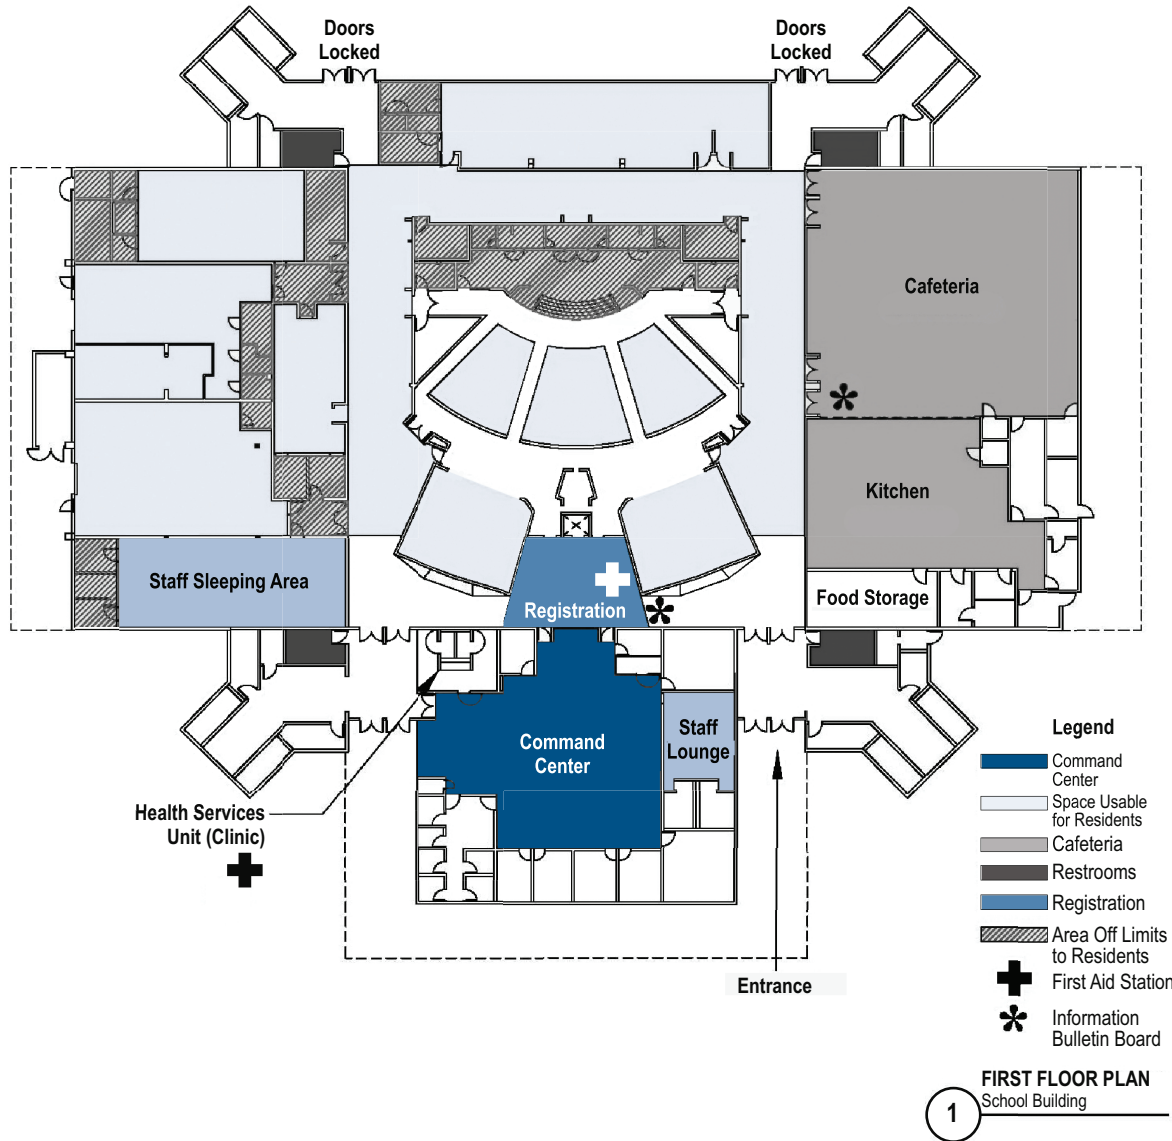 Doors
Locked
Doors
Locked
Cafeteria
Kitchen
Staff Sleeping Area
Registration
Food Storage
Command
Center
Staff
Lounge
Health Services
Unit (Clinic)
Entrance
Legend
Command
Center
Space Usable
for Residents
Cafeteria
Restrooms
Registration
Area Off Limits
to Residents
First Aid Station
Information
Bulletin Board
1
FIRST FLOOR PLAN
School Building